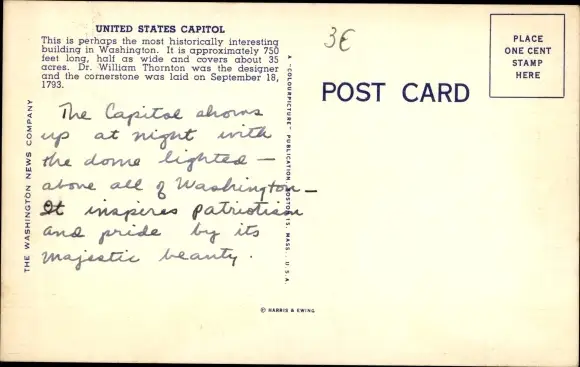 UNITED STATES CAPITOL
This is perhaps the most historically interesting
building in Washington. It is approximately 750
feet long, half as wide and covers about 35
acres. Dr. William Thornton was the designer
and the cornerstone was laid on September 18,
1793.
The Capitol shows
up at night with
the dome lighted —
above all of Washington —
It inspires patriotism
and pride by its
majestic beauty.
THE WASHINGTON NEWS COMPANY
A "COLOURPICTURE" PUBLICATION, BOSTON 15, MASS., U.S.A.
© HARRIS & EWING
3€
POST CARD
PLACE
ONE CENT
STAMP
HERE